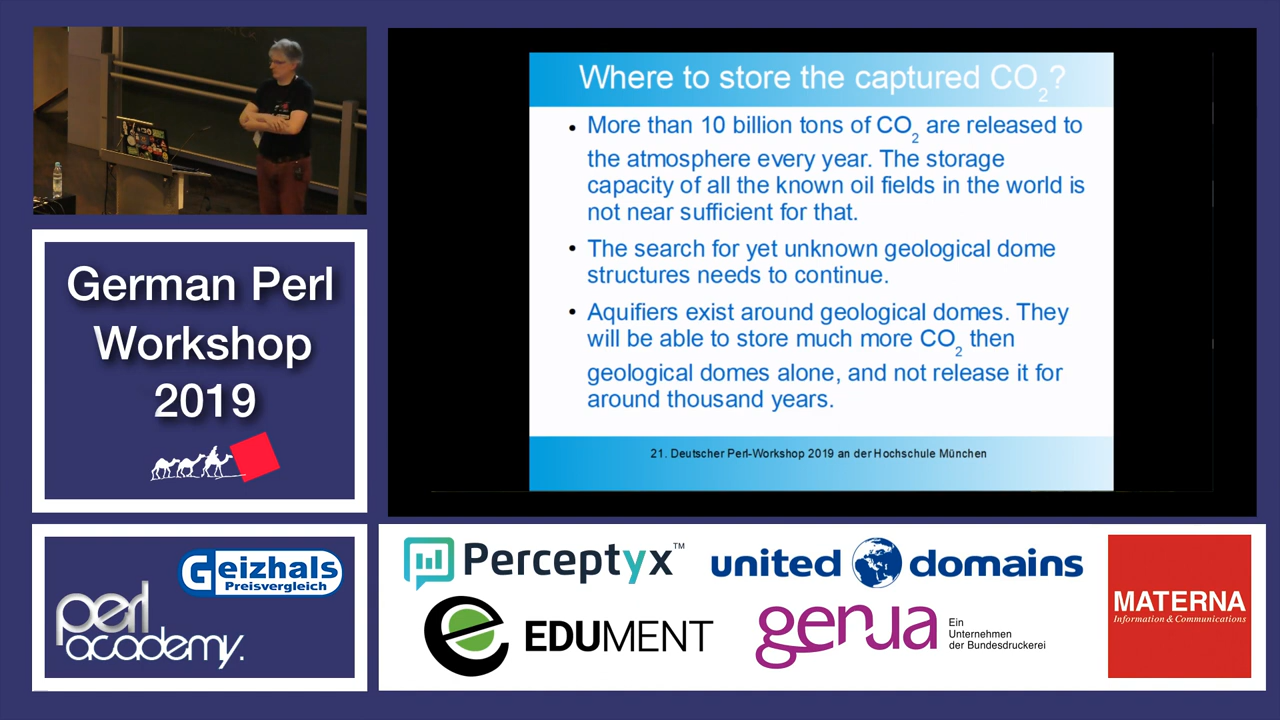 Where to store the captured CO2?
More than 10 billion tons of CO2 are released to
the atmosphere every year. The storage
capacity of all the known oil fields in the world is
not near sufficient for that.
The search for yet unknown geological dome
structures needs to continue.
Aquifiers exist around geological domes. They
will be able to store much more CO2 then
geological domes alone, and not release it for
around thousand years.
21. Deutscher Perl-Workshop 2019 an der Hochschule München
German Perl
Workshop
2019
Geizhals
Preisvergleich
perl
academy.
Perceptyx™
united domains
EDUMENT
genua
Ein
Unternehmen
der Bundesdruckerei
MATERNA
Information & Communications